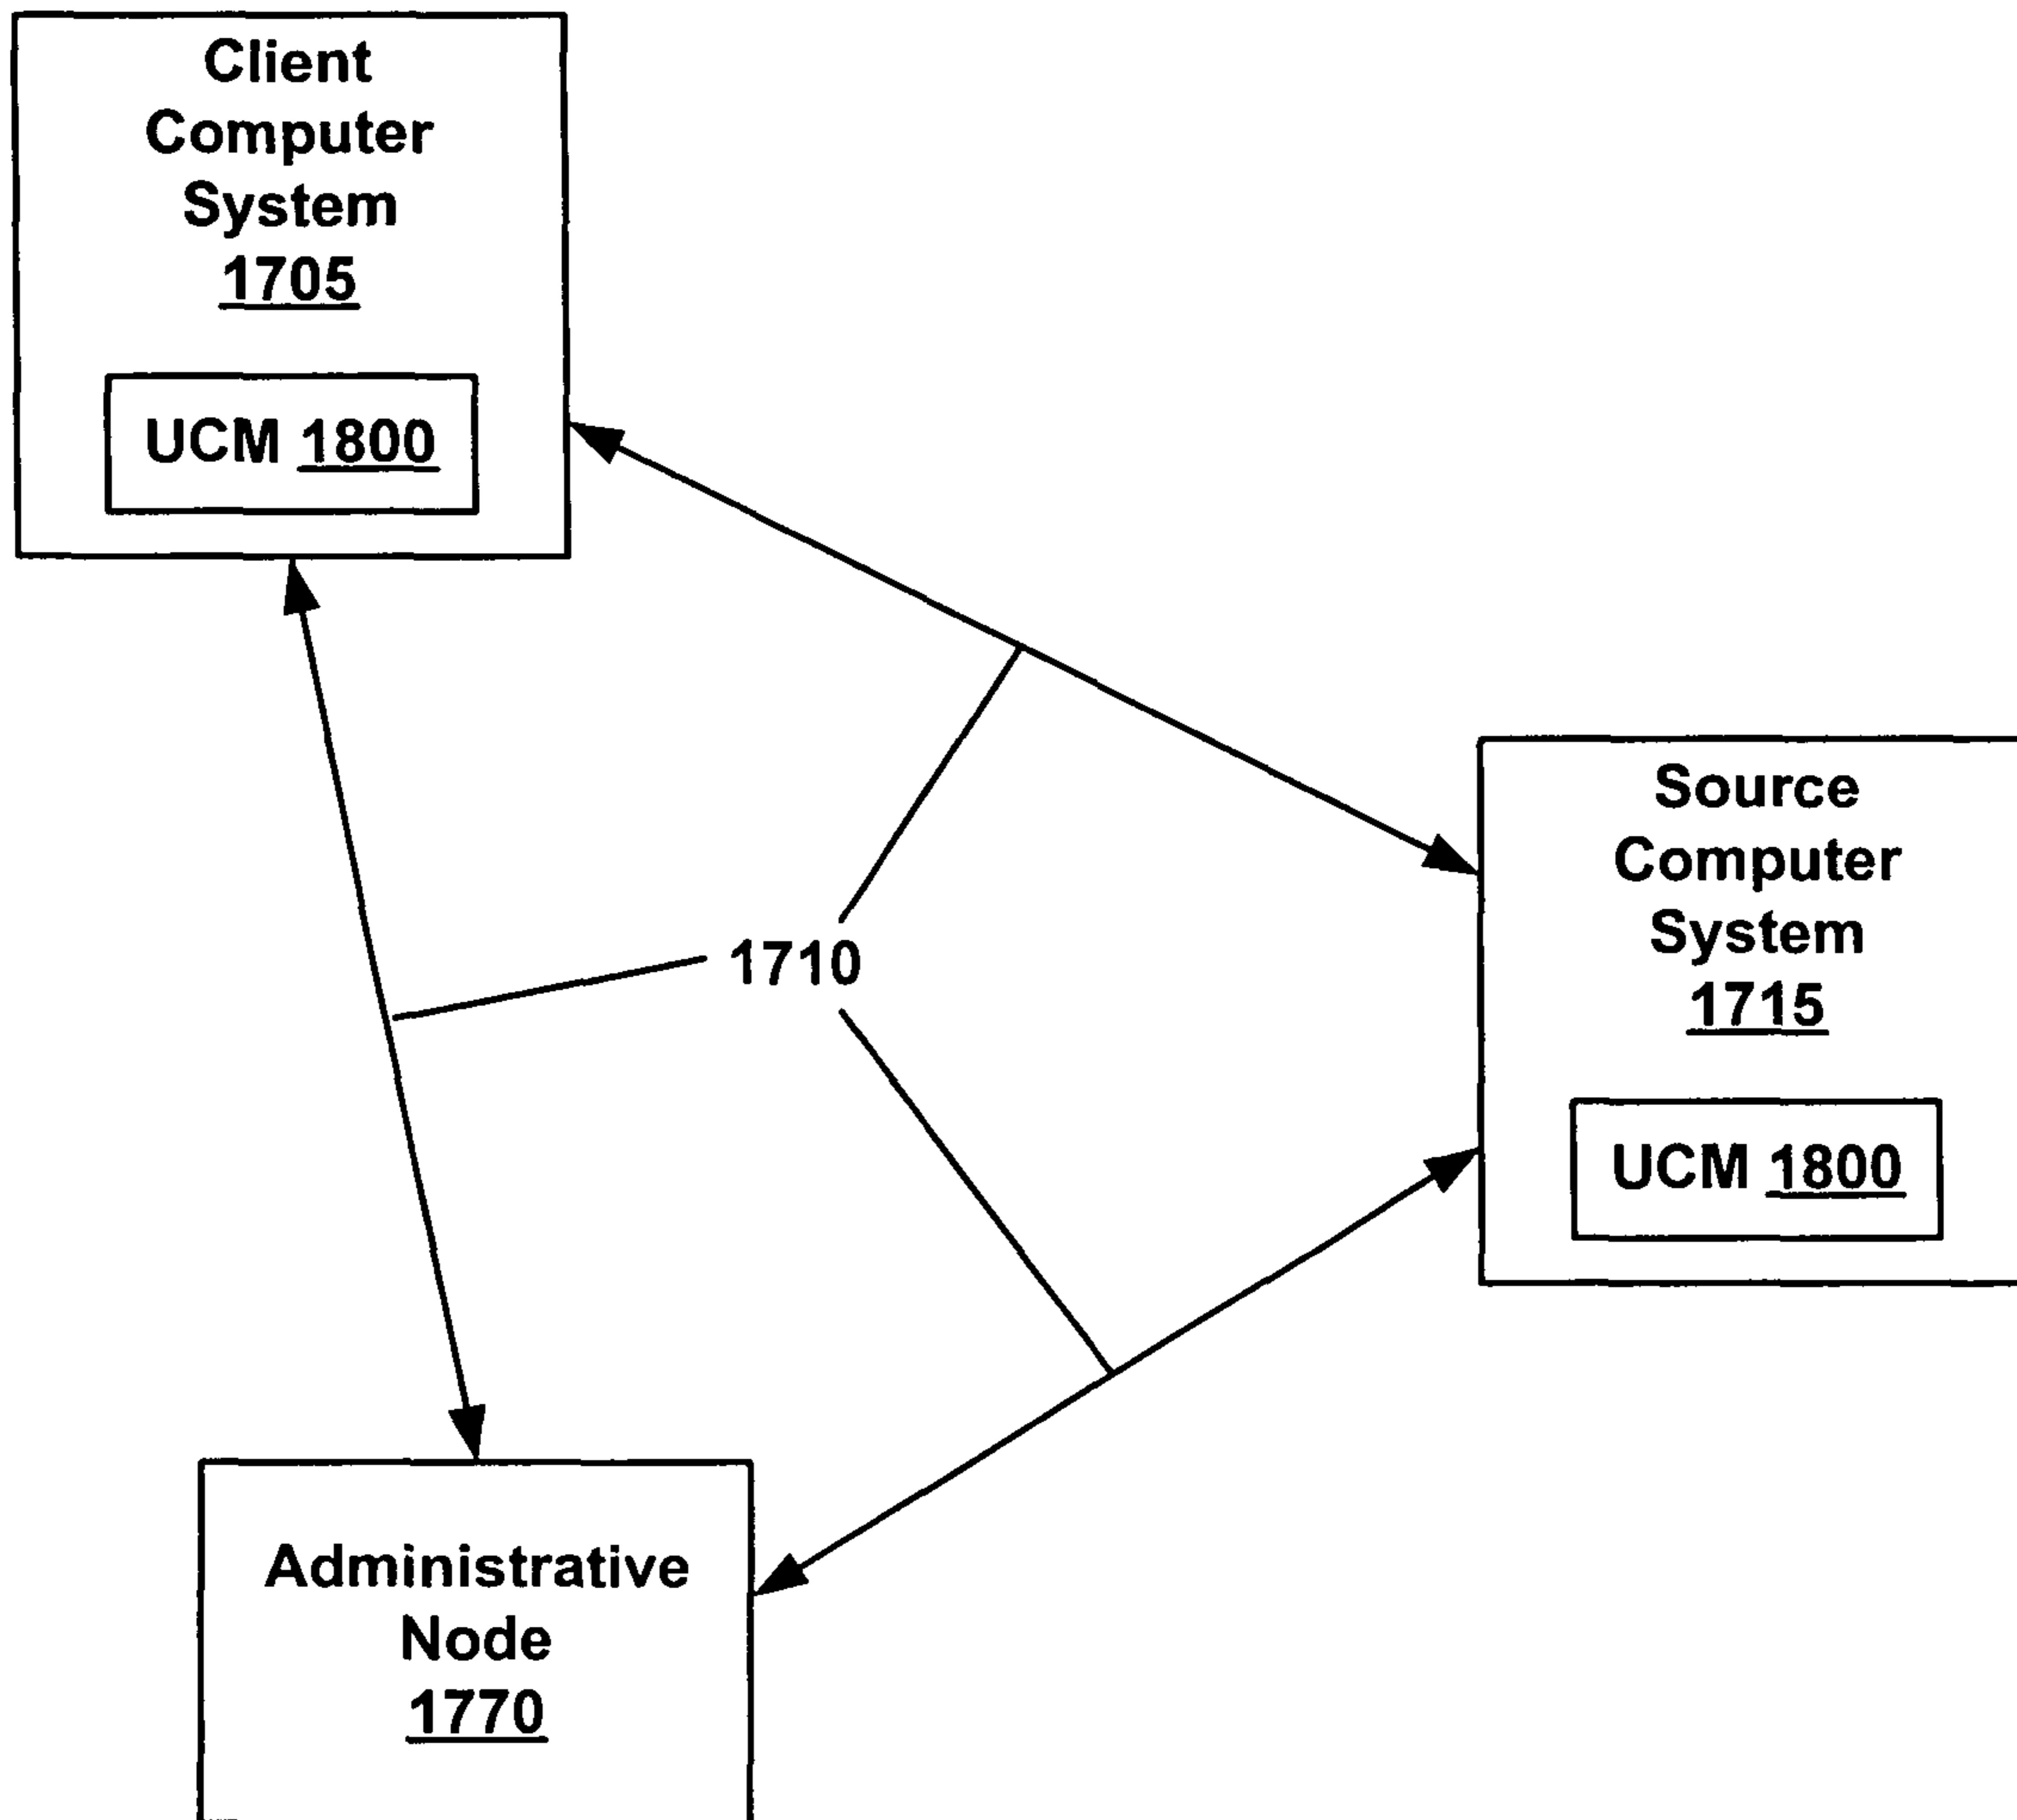 Client
Computer
System
1705
UCM 1800
1710
Source
Computer
System
1715
UCM 1800
Administrative
Node
1770